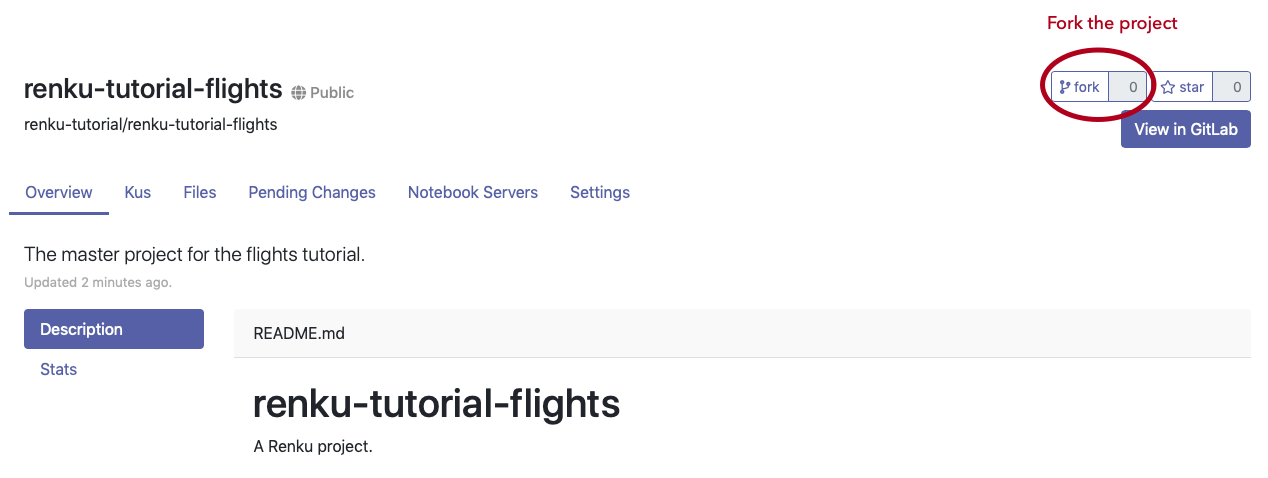 Fork the project
renku-tutorial-flights Public
fork 0 star 0
renku-tutorial/renku-tutorial-flights
View in GitLab
Overview Kus Files Pending Changes Notebook Servers Settings
The master project for the flights tutorial.
Updated 2 minutes ago.
Description
Stats
README.md
renku-tutorial-flights
A Renku project.